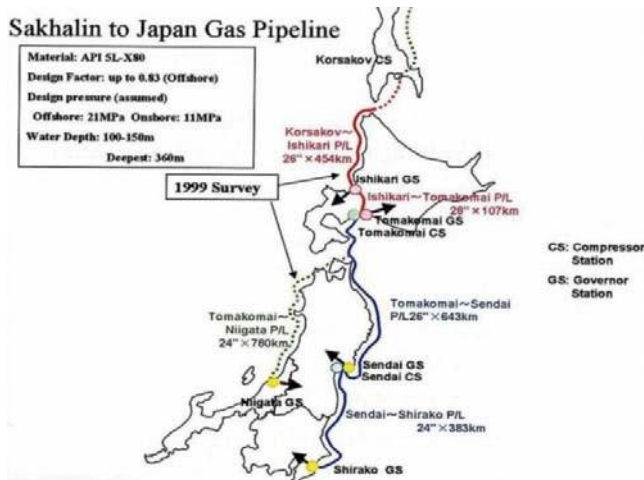 Sakhalin to Japan Gas Pipeline
Material: API 5L-X80
Design Factor: up to 0.83 (Offshore)
Design pressure (assumed)
Offshore: 21MPa Onshore: 11MPa
Water Depth: 100-150m
Deepest: 360m
Korsakov CS
Korsakov~
Ishikari P/L
26"×454km
1999 Survey
Ishikari GS
Ishikari~Tomakomai P/L
26"×107km
Tomakomai GS
Tomakomai CS
CS: Compressor
Station
GS: Governor
Station
Tomakomai~Sendai
P/L26"×643km
Tomakomai~
Niigata P/L
24"×760km
Sendai GS
Sendai CS
Niigata GS
Sendai~Shirako P/L
24"×383km
Shirako GS